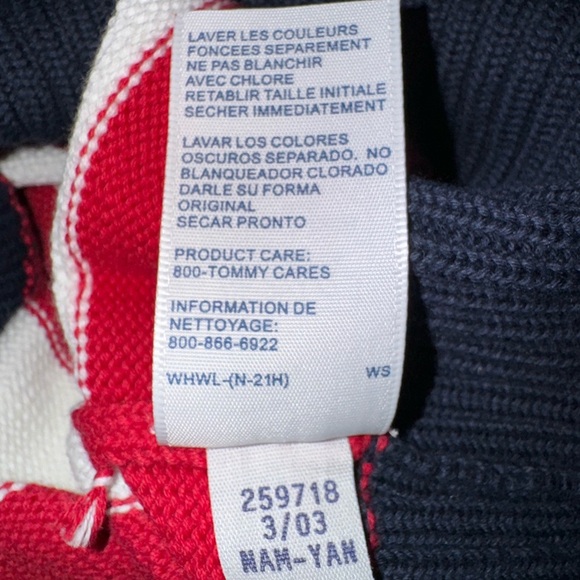 LAVER LES COULEURS
FONCEES SEPAREMENT
NE PAS BLANCHIR
AVEC CHLORE
RETABLIR TAILLE INITIALE
SECHER IMMEDIATEMENT
LAVAR LOS COLORES
OSCUROS SEPARADO. NO
BLANQUEADOR CLORADO
DARLE SU FORMA
ORIGINAL
SECAR PRONTO
PRODUCT CARE:
800-TOMMY CARES
INFORMATION DE
NETTOYAGE:
800-866-6922
WHWL-(N-21H) WS
259718
3/03
NAM-YAN